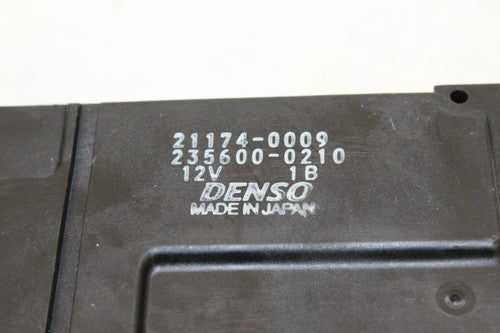 21174-0009
235600-0210
12V 1B
DENSO
MADE IN JAPAN